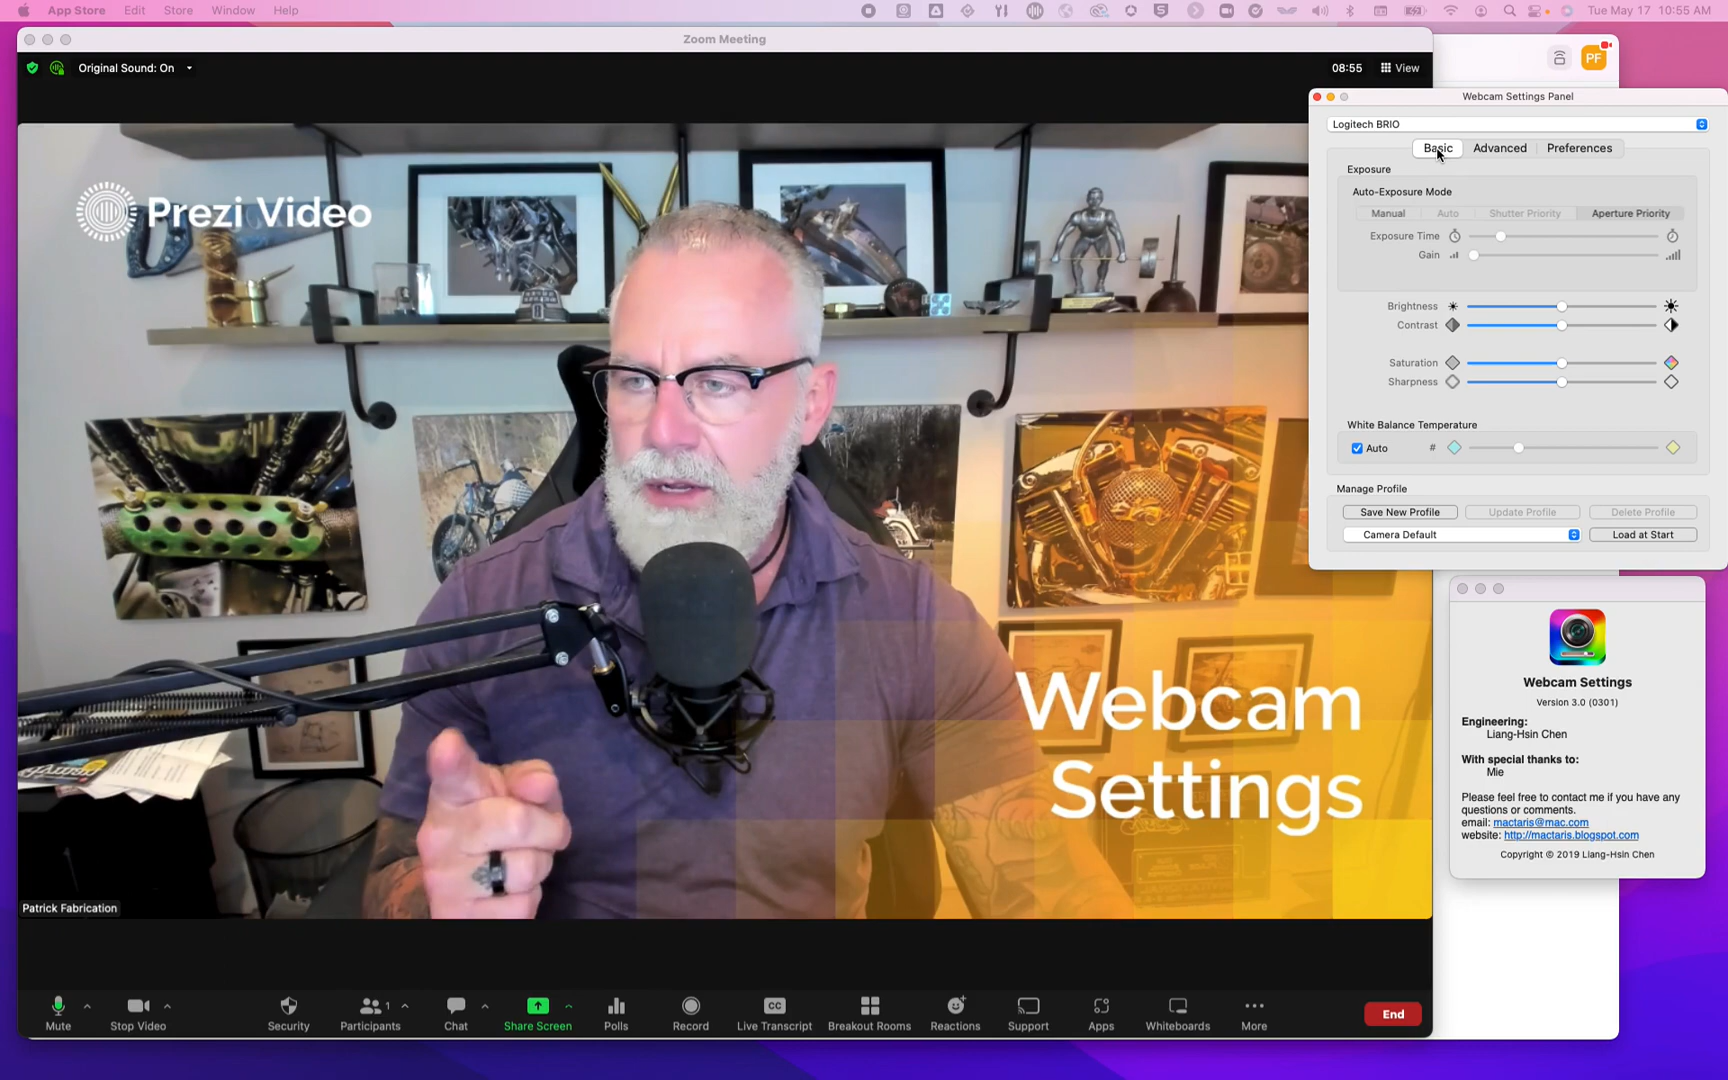 App Store Edit Store Window Help
Tue May 17 10:55 AM
Zoom Meeting
Original Sound: On
08:55
View
PF
Prezi Video
Webcam
Settings
Patrick Fabrication
Webcam Settings Panel
Logitech BRIO
Basic Advanced Preferences
Exposure
Auto-Exposure Mode
Manual Auto Shutter Priority Aperture Priority
Exposure Time
Gain
Brightness
Contrast
Saturation
Sharpness
White Balance Temperature
Auto #
Manage Profile
Save New Profile Update Profile Delete Profile
Camera Default Load at Start
Webcam Settings
Version 3.0 (0301)
Engineering:
Liang-Hsin Chen
With special thanks to:
Mie
Please feel free to contact me if you have any
questions or comments.
email: mactaris@mac.com
website: http://mactaris.blogspot.com
Copyright © 2019 Liang-Hsin Chen
1
CC
Mute Stop Video Security Participants Chat Share Screen Polls Record Live Transcript Breakout Rooms Reactions Support Apps Whiteboards More
End